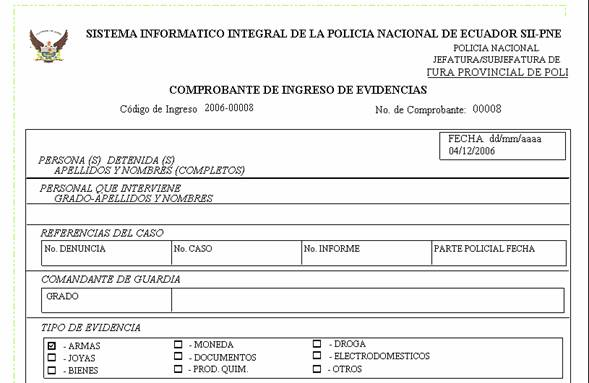 SISTEMA INFORMATICO INTEGRAL DE LA POLICIA NACIONAL DE ECUADOR SII-PNE
POLICIA NACIONAL
JEFATURA/SUBJEFATURA DE
TURA PROVINCIAL DE POLI
COMPROBANTE DE INGRESO DE EVIDENCIAS
Código de Ingreso 2006-00008 No. de Comprobante: 00008
FECHA dd/mm/aaaa
04/12/2006
PERSONA (S) DETENIDA (S)
APELLIDOS Y NOMBRES (COMPLETOS)
PERSONAL QUE INTERVIENE
GRADO-APELLIDOS Y NOMBRES
REFERENCIAS DEL CASO
No. DENUNCIA No. CASO No. INFORME PARTE POLICIAL FECHA
COMANDANTE DE GUARDIA
GRADO
TIPO DE EVIDENCIA
- ARMAS - MONEDA - DROGA
- JOYAS - DOCUMENTOS - ELECTRODOMESTICOS
- BIENES - PROD. QUIM. - OTROS